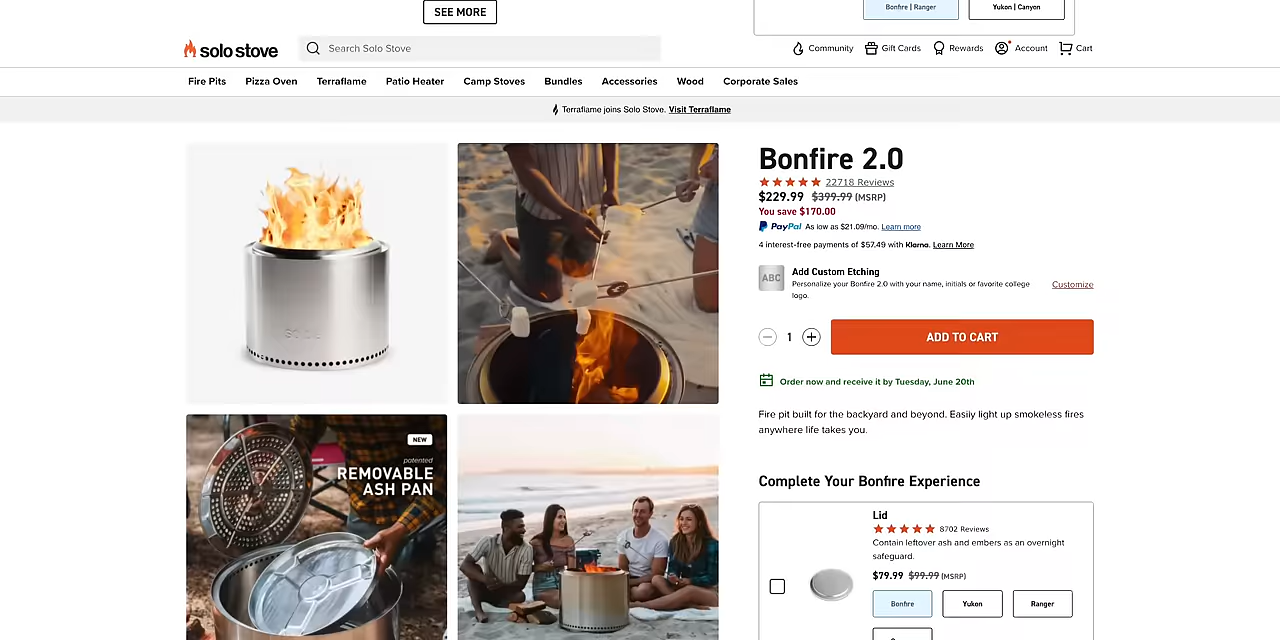 SEE MORE
Bonfire | Ranger
Yukon | Canyon
solo stove
Search Solo Stove
Community
Gift Cards
Rewards
Account
Cart
Fire Pits
Pizza Oven
Terraflame
Patio Heater
Camp Stoves
Bundles
Accessories
Wood
Corporate Sales
Terraflame joins Solo Stove. Visit Terraflame
Bonfire 2.0
22718 Reviews
$229.99 $399.99 (MSRP)
You save $170.00
PayPal As low as $21.09/mo. Learn more
4 interest-free payments of $57.49 with Klarna. Learn More
ABC
Add Custom Etching
Personalize your Bonfire 2.0 with your name, initials or favorite college
logo.
Customize
1
ADD TO CART
Order now and receive it by Tuesday, June 20th
Fire pit built for the backyard and beyond. Easily light up smokeless fires
anywhere life takes you.
NEW
patented
REMOVABLE
ASH PAN
Complete Your Bonfire Experience
Lid
8702 Reviews
Contain leftover ash and embers as an overnight
safeguard.
$79.99 $99.99 (MSRP)
Bonfire
Yukon
Ranger